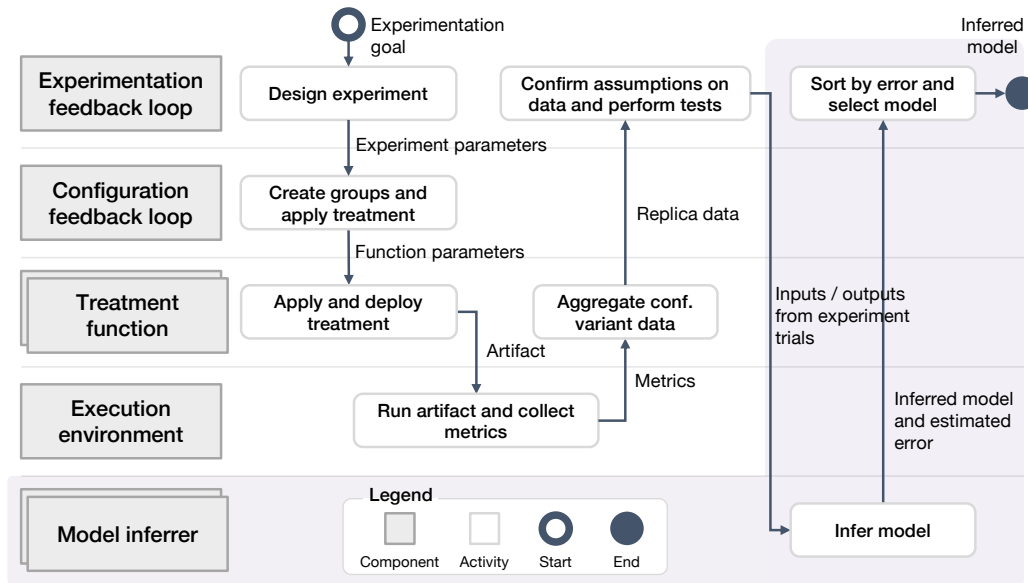 Experimentation
goal
Inferred
model
Experimentation
feedback loop
Design experiment
Confirm assumptions on
data and perform tests
Sort by error and
select model
Experiment parameters
Configuration
feedback loop
Create groups and
apply treatment
Replica data
Function parameters
Treatment
function
Apply and deploy
treatment
Aggregate conf.
variant data
Inputs / outputs
from experiment
trials
Artifact
Metrics
Execution
environment
Run artifact and collect
metrics
Inferred model
and estimated
error
Model inferrer
Legend
Component
Activity
Start
End
Infer model